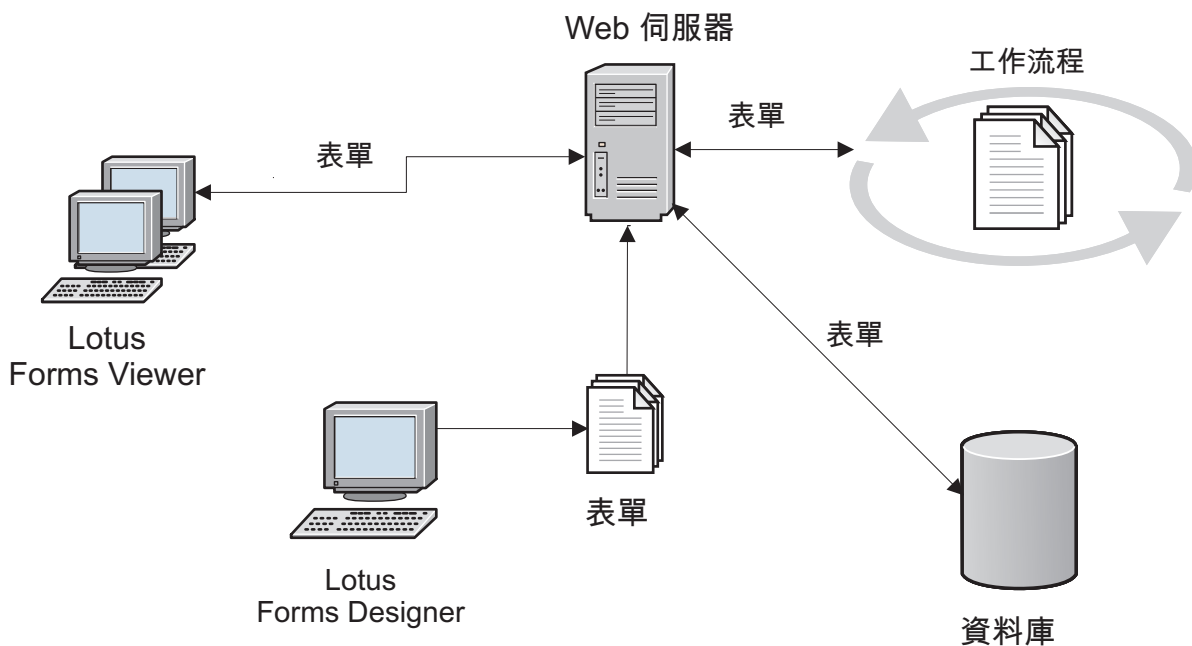 Web 伺服器
工作流程
表單
表單
Lotus
Forms Viewer
表單
表單
Lotus
Forms Designer
資料庫